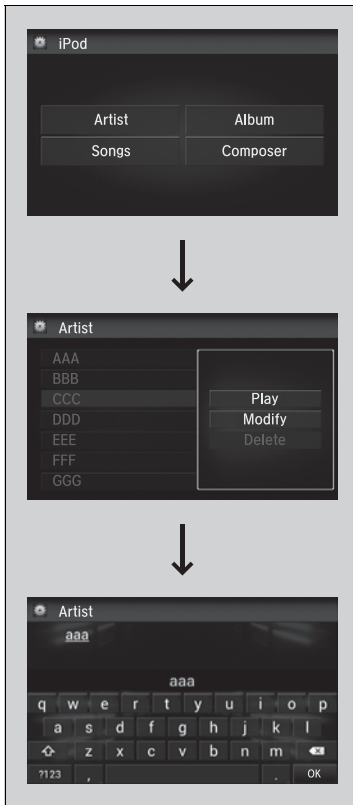 iPod
Artist Album
Songs Composer
Artist
AAA
BBB
CCC
DDD
EEE
FFF
GGG
Play
Modify
Delete
Artist
aaa
aaa
q w e r t y u i o p
a s d f g h j k l
z x c v b n m
?123 , . OK